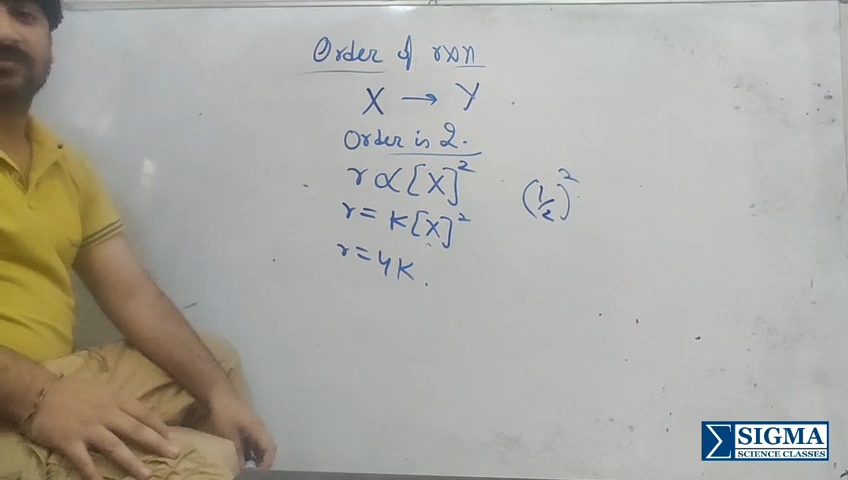 Order of rxn
X → Y
Order is 2.
r ∝ [X]²
r = K[X]²
r = 4K.
(1/2)²
SIGMA
SCIENCE CLASSES